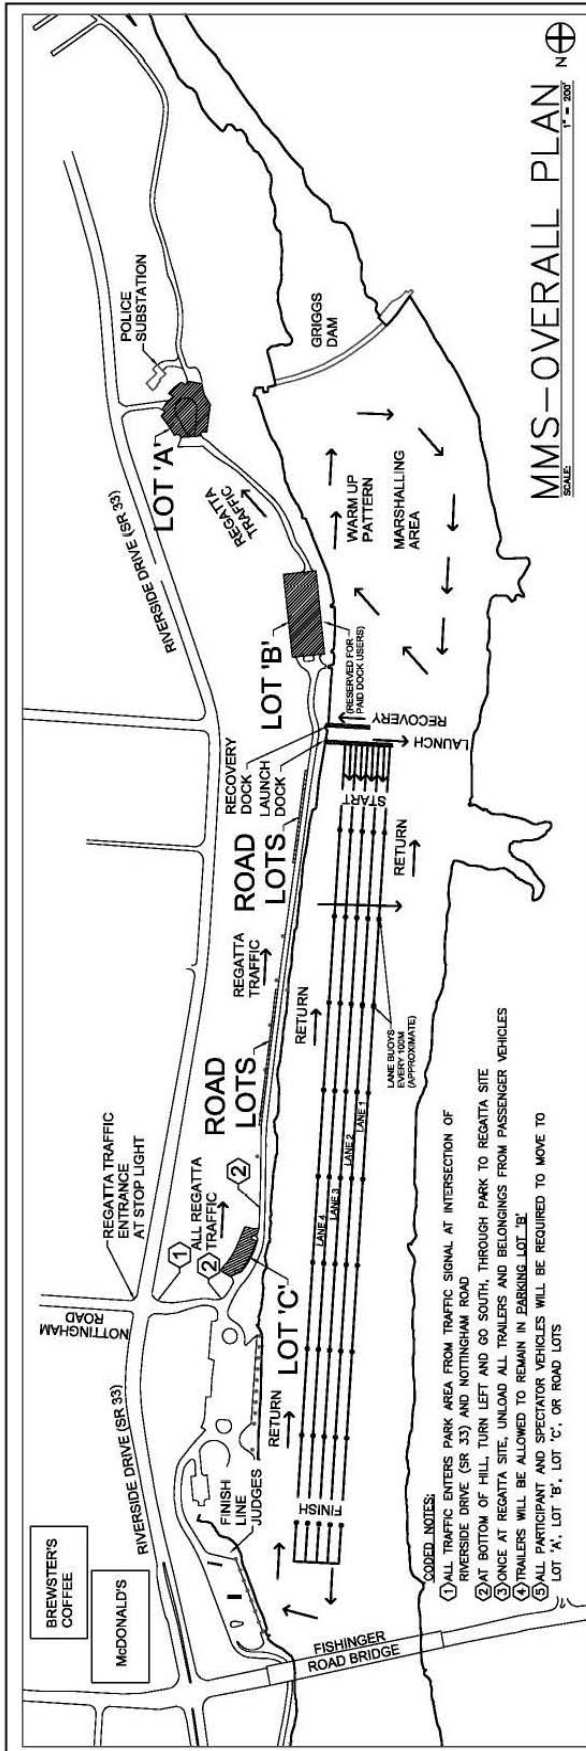 BREWSTER'S
COFFEE
McDONALD'S
RIVERSIDE DRIVE (SR 33)
NOTTINGHAM
ROAD
REGATTA TRAFFIC
ENTRANCE
AT STOP LIGHT
RIVERSIDE DRIVE (SR 33)
POLICE
SUBSTATION
1
ALL REGATTA
TRAFFIC
2
2
ROAD
LOTS
REGATTA
TRAFFIC
ROAD
LOTS
RECOVERY
DOCK
LAUNCH
DOCK
LOT 'B'
LOT 'A'
REGATTA
TRAFFIC
(RESERVED FOR
PAID DOCK USERS)
LOT 'C'
FINISH
LINE
JUDGES
RETURN
RETURN
RETURN
FINISH
LANE 4
LANE 3
LANE 2
LANE 1
LANE BUOYS
EVERY 100M
(APPROXIMATE)
START
LAUNCH
RECOVERY
WARM UP
PATTERN
MARSHALLING
AREA
GRIGGS
DAM
FISHINGER
ROAD BRIDGE
CODED NOTES:
1 ALL TRAFFIC ENTERS PARK AREA FROM TRAFFIC SIGNAL AT INTERSECTION OF
RIVERSIDE DRIVE (SR 33) AND NOTTINGHAM ROAD
2 AT BOTTOM OF HILL, TURN LEFT AND GO SOUTH, THROUGH PARK TO REGATTA SITE
3 ONCE AT REGATTA SITE, UNLOAD ALL TRAILERS AND BELONGINGS FROM PASSENGER VEHICLES
4 TRAILERS WILL BE ALLOWED TO REMAIN IN PARKING LOT 'B'
5 ALL PARTICIPANT AND SPECTATOR VEHICLES WILL BE REQUIRED TO MOVE TO
LOT 'A', LOT 'B', LOT 'C', OR ROAD LOTS
MMS-OVERALL PLAN
SCALE: 1" = 200'
N